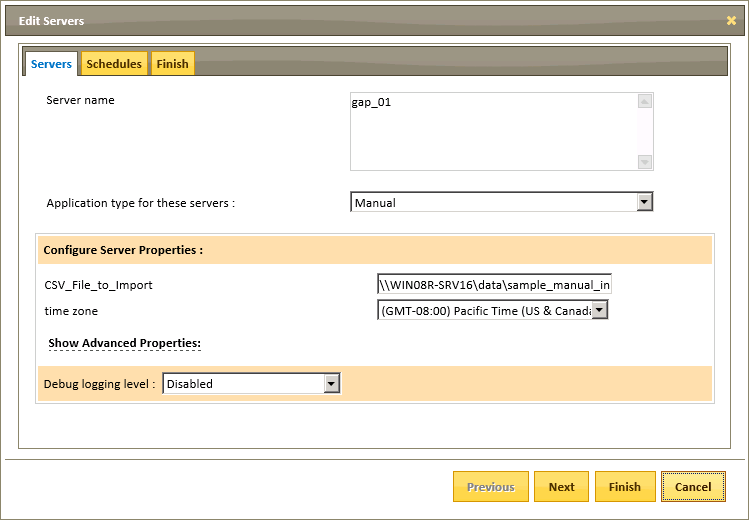 Edit Servers
Servers Schedules Finish
Server name
gap_01
Application type for these servers : Manual
Configure Server Properties :
CSV_File_to_Import \\WIN08R-SRV16\data\sample_manual_in
time zone (GMT-08:00) Pacific Time (US & Canada
Show Advanced Properties:
Debug logging level : Disabled
Previous Next Finish Cancel